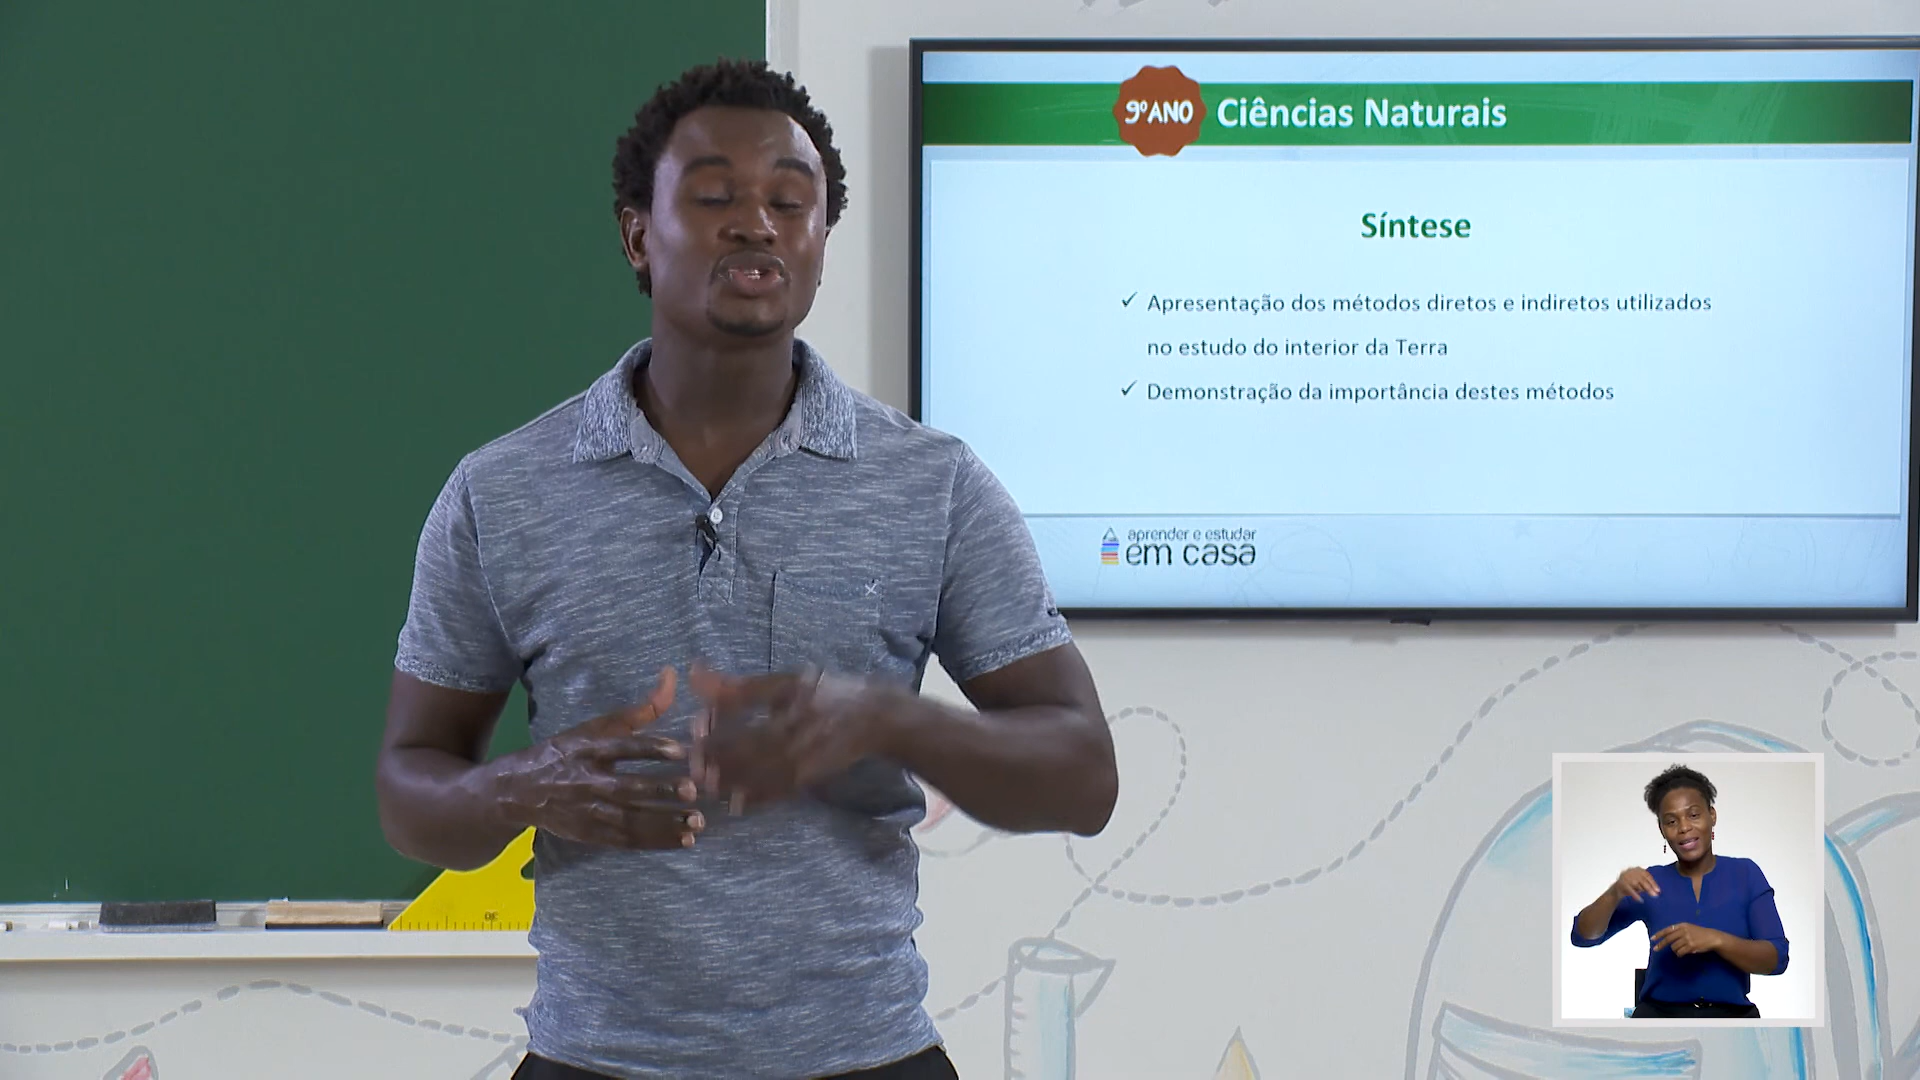 9ºANO Ciências Naturais
Síntese
✓ Apresentação dos métodos diretos e indiretos utilizados
no estudo do interior da Terra
✓ Demonstração da importância destes métodos
aprender e estudar
em casa